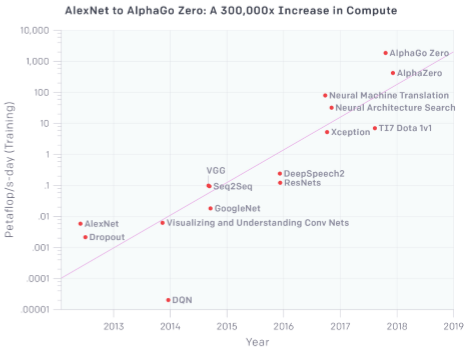 AlexNet to AlphaGo Zero: A 300,000x Increase in Compute
10,000
1,000
100
10
1
.1
.01
.001
.0001
.00001
Petaflop/s-day (Training)
AlphaGo Zero
AlphaZero
Neural Machine Translation
Neural Architecture Search
TI7 Dota 1v1
Xception
VGG
DeepSpeech2
Seq2Seq
ResNets
GoogleNet
AlexNet
Visualizing and Understanding Conv Nets
Dropout
DQN
2013
2014
2015
2016
2017
2018
2019
Year